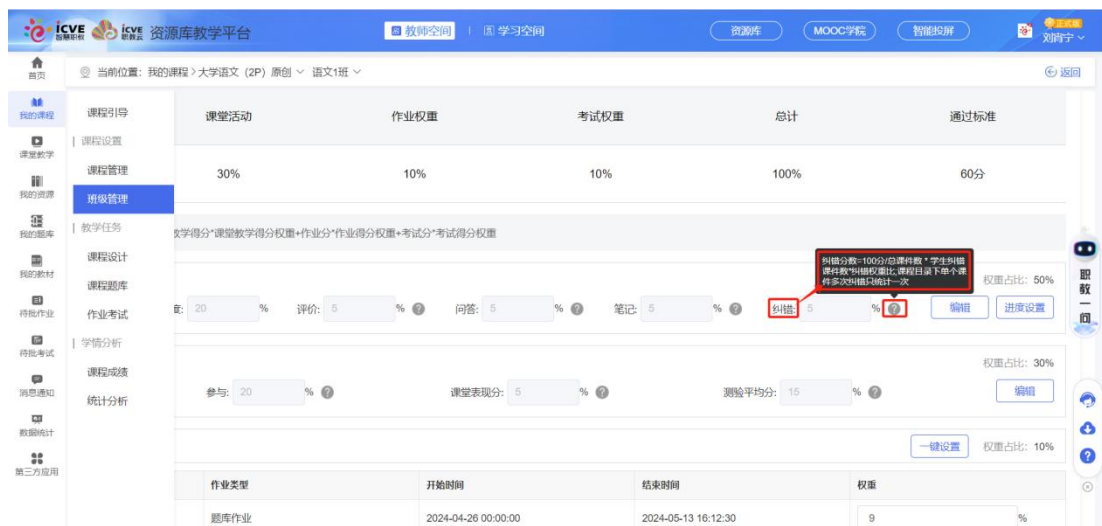 icve 智慧职教 icve 职教云 资源库教学平台 教师空间 学习空间 资源库 MOOC学院 智能投屏 正式版 刘尚宁
首页 当前位置: 我的课程 > 大学语文 (2P) 原创 语文1班 返回
我的课程
课堂教学
我的资源
我的题库
我的教材
待批作业
待批考试
消息通知
数据统计
第三方应用
课程引导
课程设置
课程管理
班级管理
教学任务
课程设计
课程题库
作业考试
学情分析
课程成绩
统计分析
课堂活动 作业权重 考试权重 总计 通过标准
30% 10% 10% 100% 60分
学得分*课堂教学得分权重+作业分*作业得分权重+考试分*考试得分权重
纠错分数=100分/总课件数 * 学生纠错
课件数*纠错权重比;课程目录下单个课
件多次纠错只统计一次
权重占比: 50%
20 % 评价: 5 % 问答: 5 % 笔记: 5 % 纠错: 5 % 编辑 进度设置
权重占比: 30%
参与: 20 % 课堂表现分: 5 % 测验平均分: 15 % 编辑
一键设置 权重占比: 10%
作业类型 开始时间 结束时间 权重
题库作业 2024-04-26 00:00:00 2024-05-13 16:12:30 9 %
职教一问